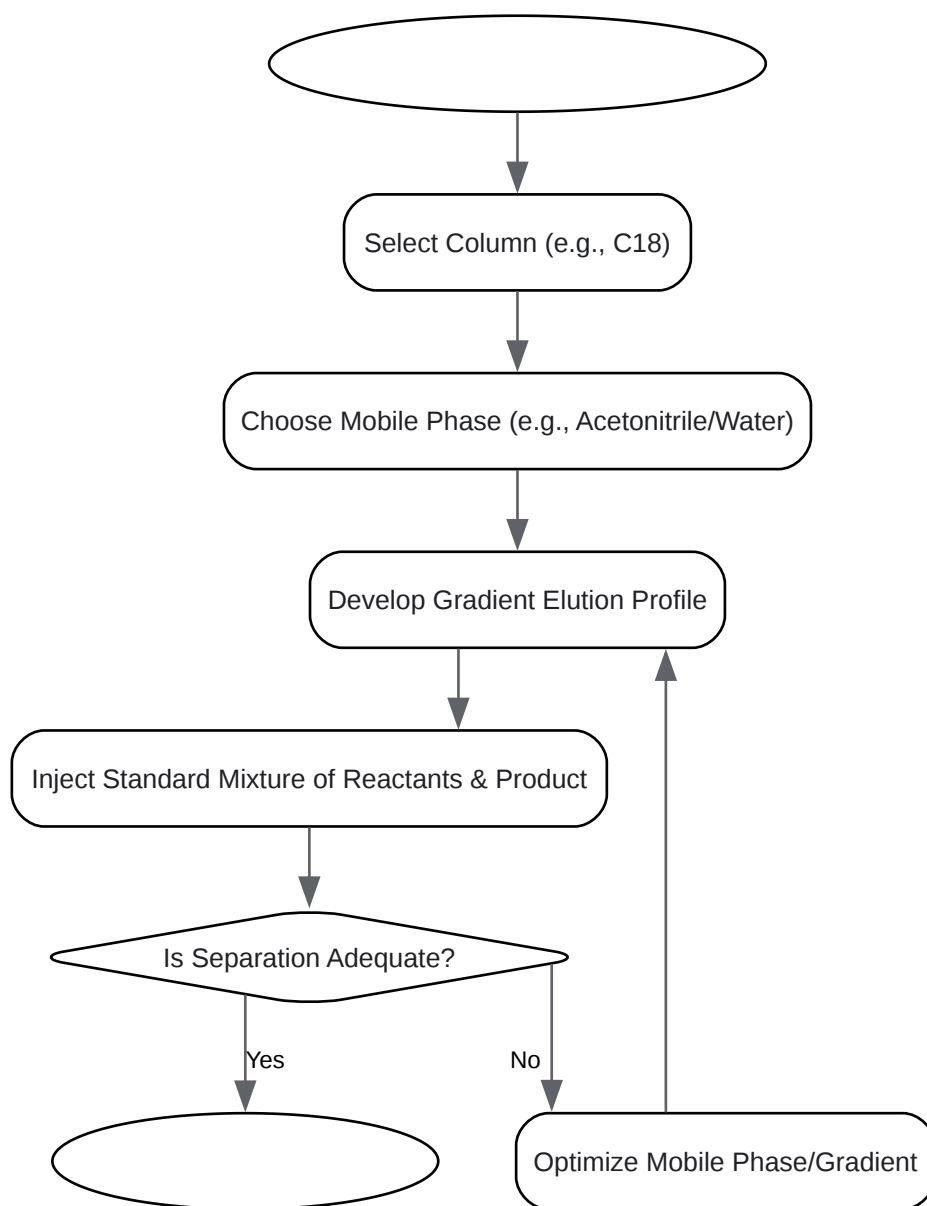 Select Column (e.g., C18)
Choose Mobile Phase (e.g., Acetonitrile/Water)
Develop Gradient Elution Profile
Inject Standard Mixture of Reactants & Product
Is Separation Adequate?
Yes
No
Optimize Mobile Phase/Gradient